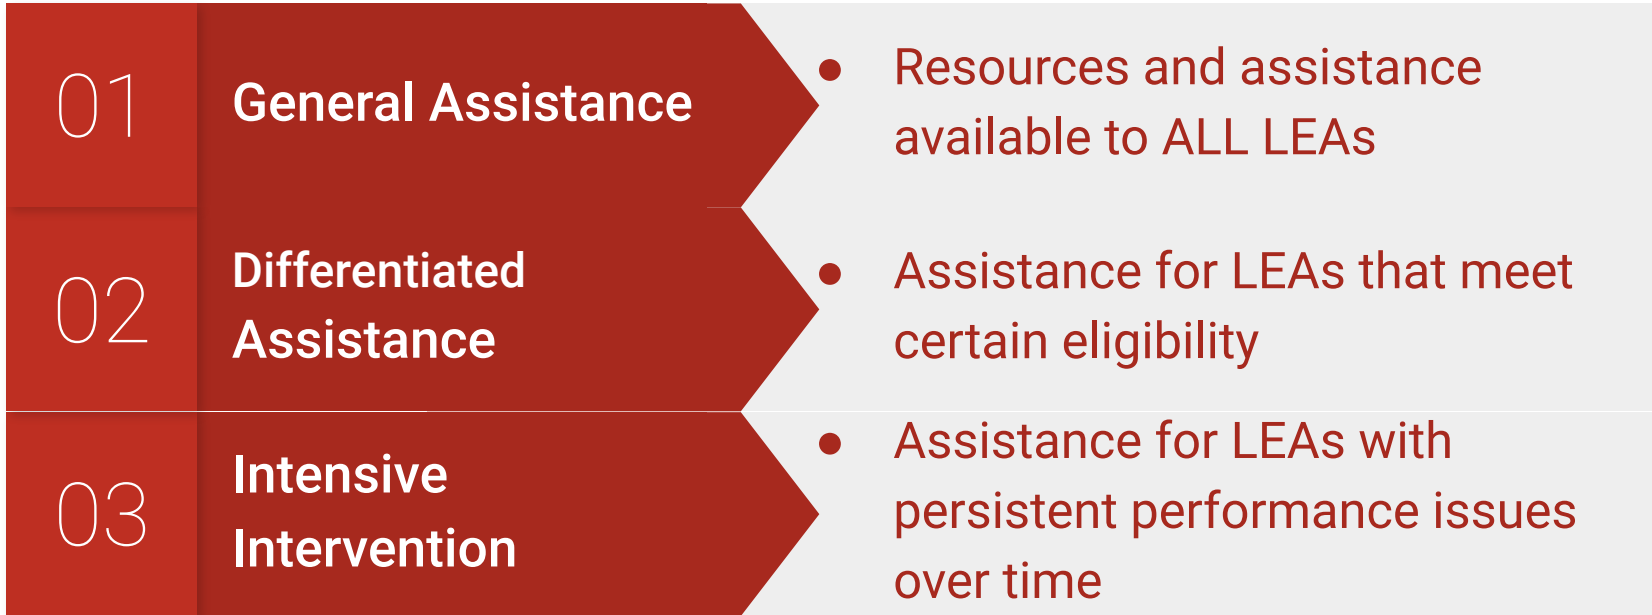 01
General Assistance
● Resources and assistance
available to ALL LEAs
02
Differentiated
Assistance
● Assistance for LEAs that meet
certain eligibility
03
Intensive
Intervention
● Assistance for LEAs with
persistent performance issues
over time